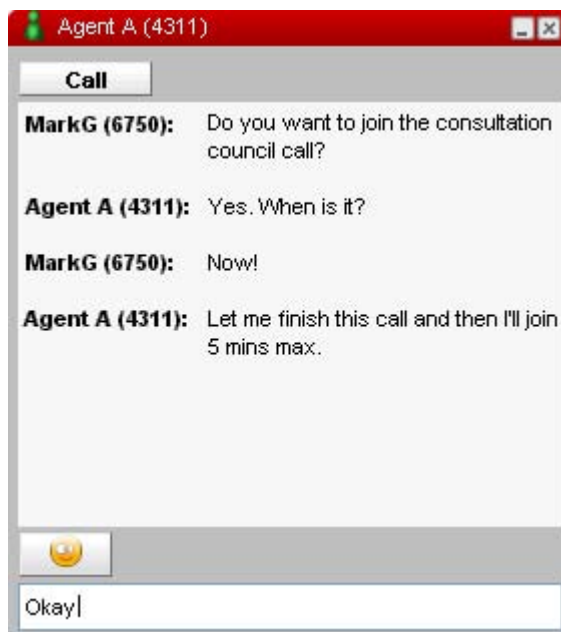 Agent A (4311)
Call
MarkG (6750): Do you want to join the consultation
council call?
Agent A (4311): Yes. When is it?
MarkG (6750): Now!
Agent A (4311): Let me finish this call and then I'll join
5 mins max.
Okay